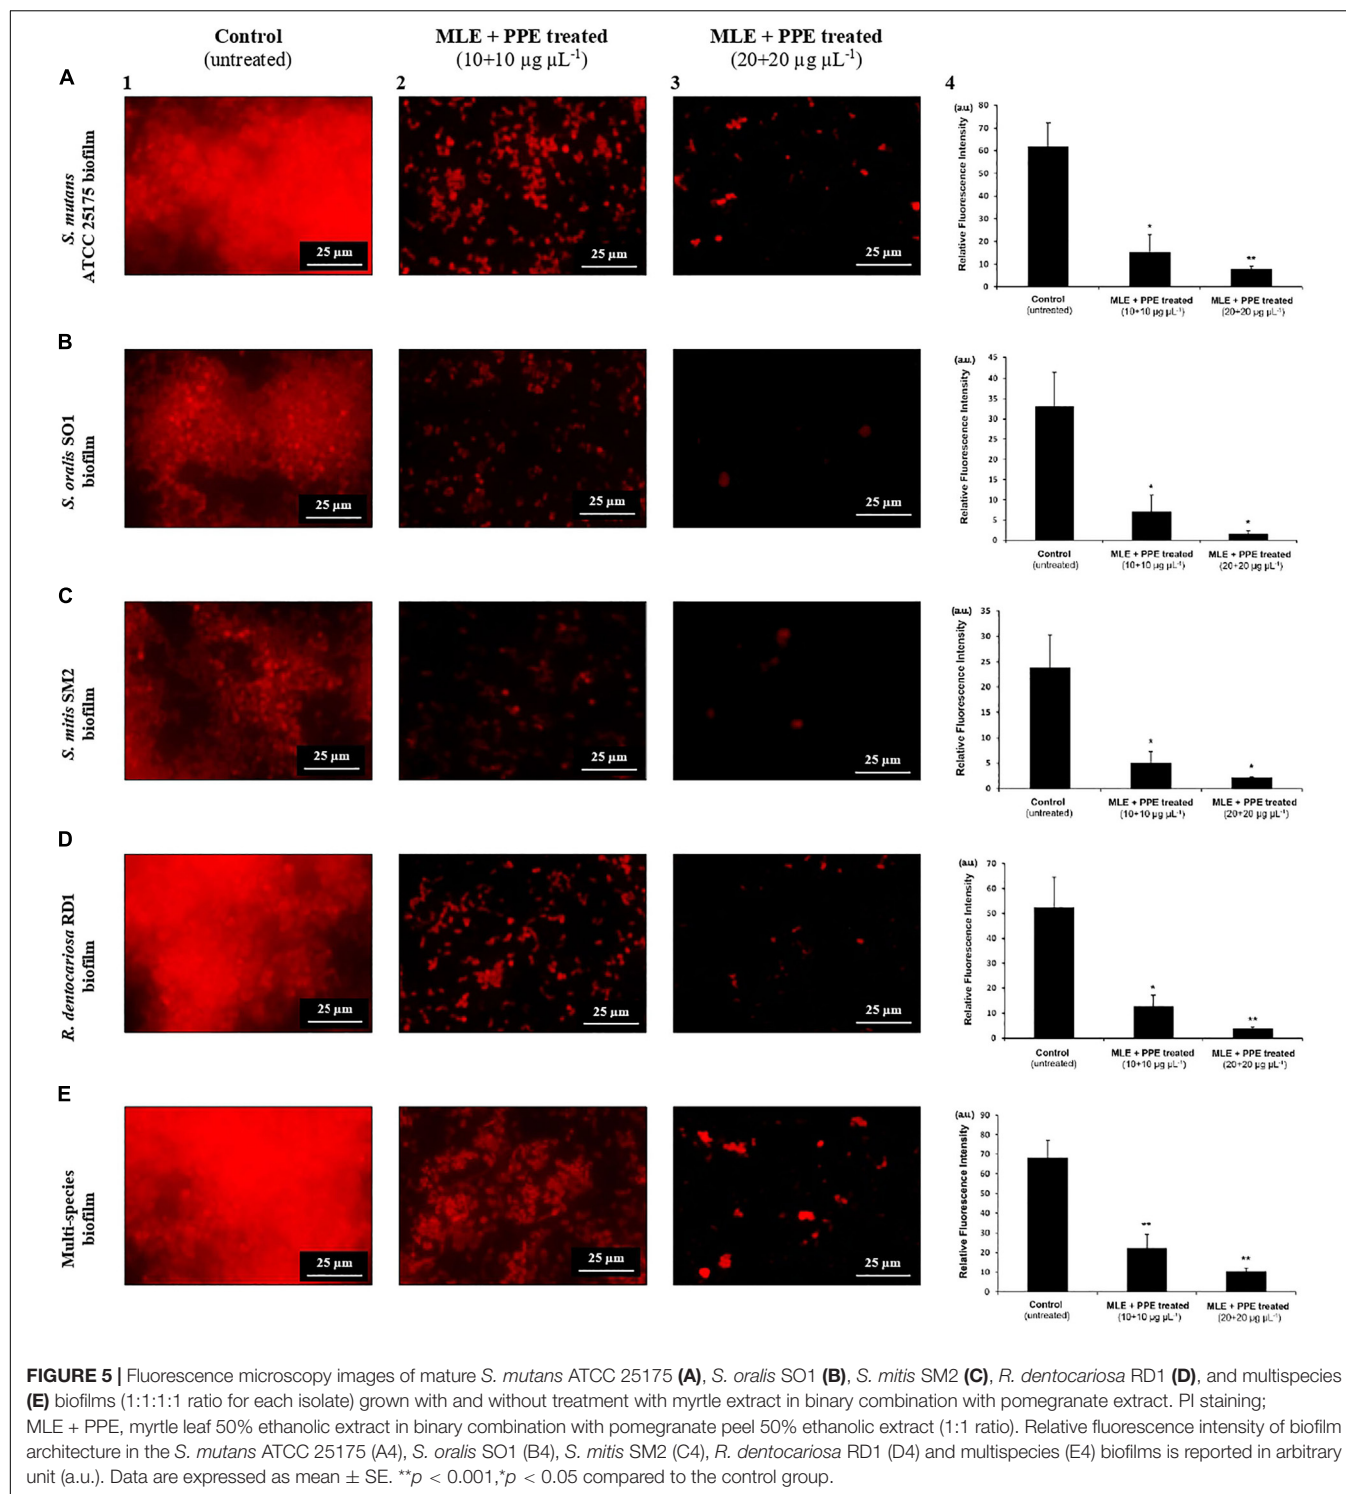 Control
(untreated)
MLE + PPE treated
(10+10 µg µL⁻¹)
MLE + PPE treated
(20+20 µg µL⁻¹)
A
1
2
3
4
S. mutans
ATCC 25175 biofilm
25 µm
25 µm
25 µm
(a.u.)
Relative Fluorescence Intensity
80
70
60
50
40
30
20
10
0
*
**
Control
(untreated)
MLE + PPE treated
(10+10 µg µL⁻¹)
MLE + PPE treated
(20+20 µg µL⁻¹)
B
S. oralis SO1
biofilm
25 µm
25 µm
25 µm
(a.u.)
Relative Fluorescence Intensity
45
40
35
30
25
20
15
10
5
0
*
*
Control
(untreated)
MLE + PPE treated
(10+10 µg µL⁻¹)
MLE + PPE treated
(20+20 µg µL⁻¹)
C
S. mitis SM2
biofilm
25 µm
25 µm
25 µm
(a.u.)
Relative Fluorescence Intensity
35
30
25
20
15
10
5
0
*
*
Control
(untreated)
MLE + PPE treated
(10+10 µg µL⁻¹)
MLE + PPE treated
(20+20 µg µL⁻¹)
D
R. dentocariosa RD1
biofilm
25 µm
25 µm
25 µm
(a.u.)
Relative Fluorescence Intensity
70
60
50
40
30
20
10
0
*
**
Control
(untreated)
MLE + PPE treated
(10+10 µg µL⁻¹)
MLE + PPE treated
(20+20 µg µL⁻¹)
E
Multi-species
biofilm
25 µm
25 µm
25 µm
(a.u.)
Relative Fluorescence Intensity
90
80
70
60
50
40
30
20
10
0
**
**
Control
(untreated)
MLE + PPE treated
(10+10 µg µL⁻¹)
MLE + PPE treated
(20+20 µg µL⁻¹)
FIGURE 5 | Fluorescence microscopy images of mature S. mutans ATCC 25175 (A), S. oralis SO1 (B), S. mitis SM2 (C), R. dentocariosa RD1 (D), and multispecies
(E) biofilms (1:1:1:1 ratio for each isolate) grown with and without treatment with myrtle extract in binary combination with pomegranate extract. PI staining;
MLE + PPE, myrtle leaf 50% ethanolic extract in binary combination with pomegranate peel 50% ethanolic extract (1:1 ratio). Relative fluorescence intensity of biofilm
architecture in the S. mutans ATCC 25175 (A4), S. oralis SO1 (B4), S. mitis SM2 (C4), R. dentocariosa RD1 (D4) and multispecies (E4) biofilms is reported in arbitrary
unit (a.u.). Data are expressed as mean ± SE. **p < 0.001,*p < 0.05 compared to the control group.